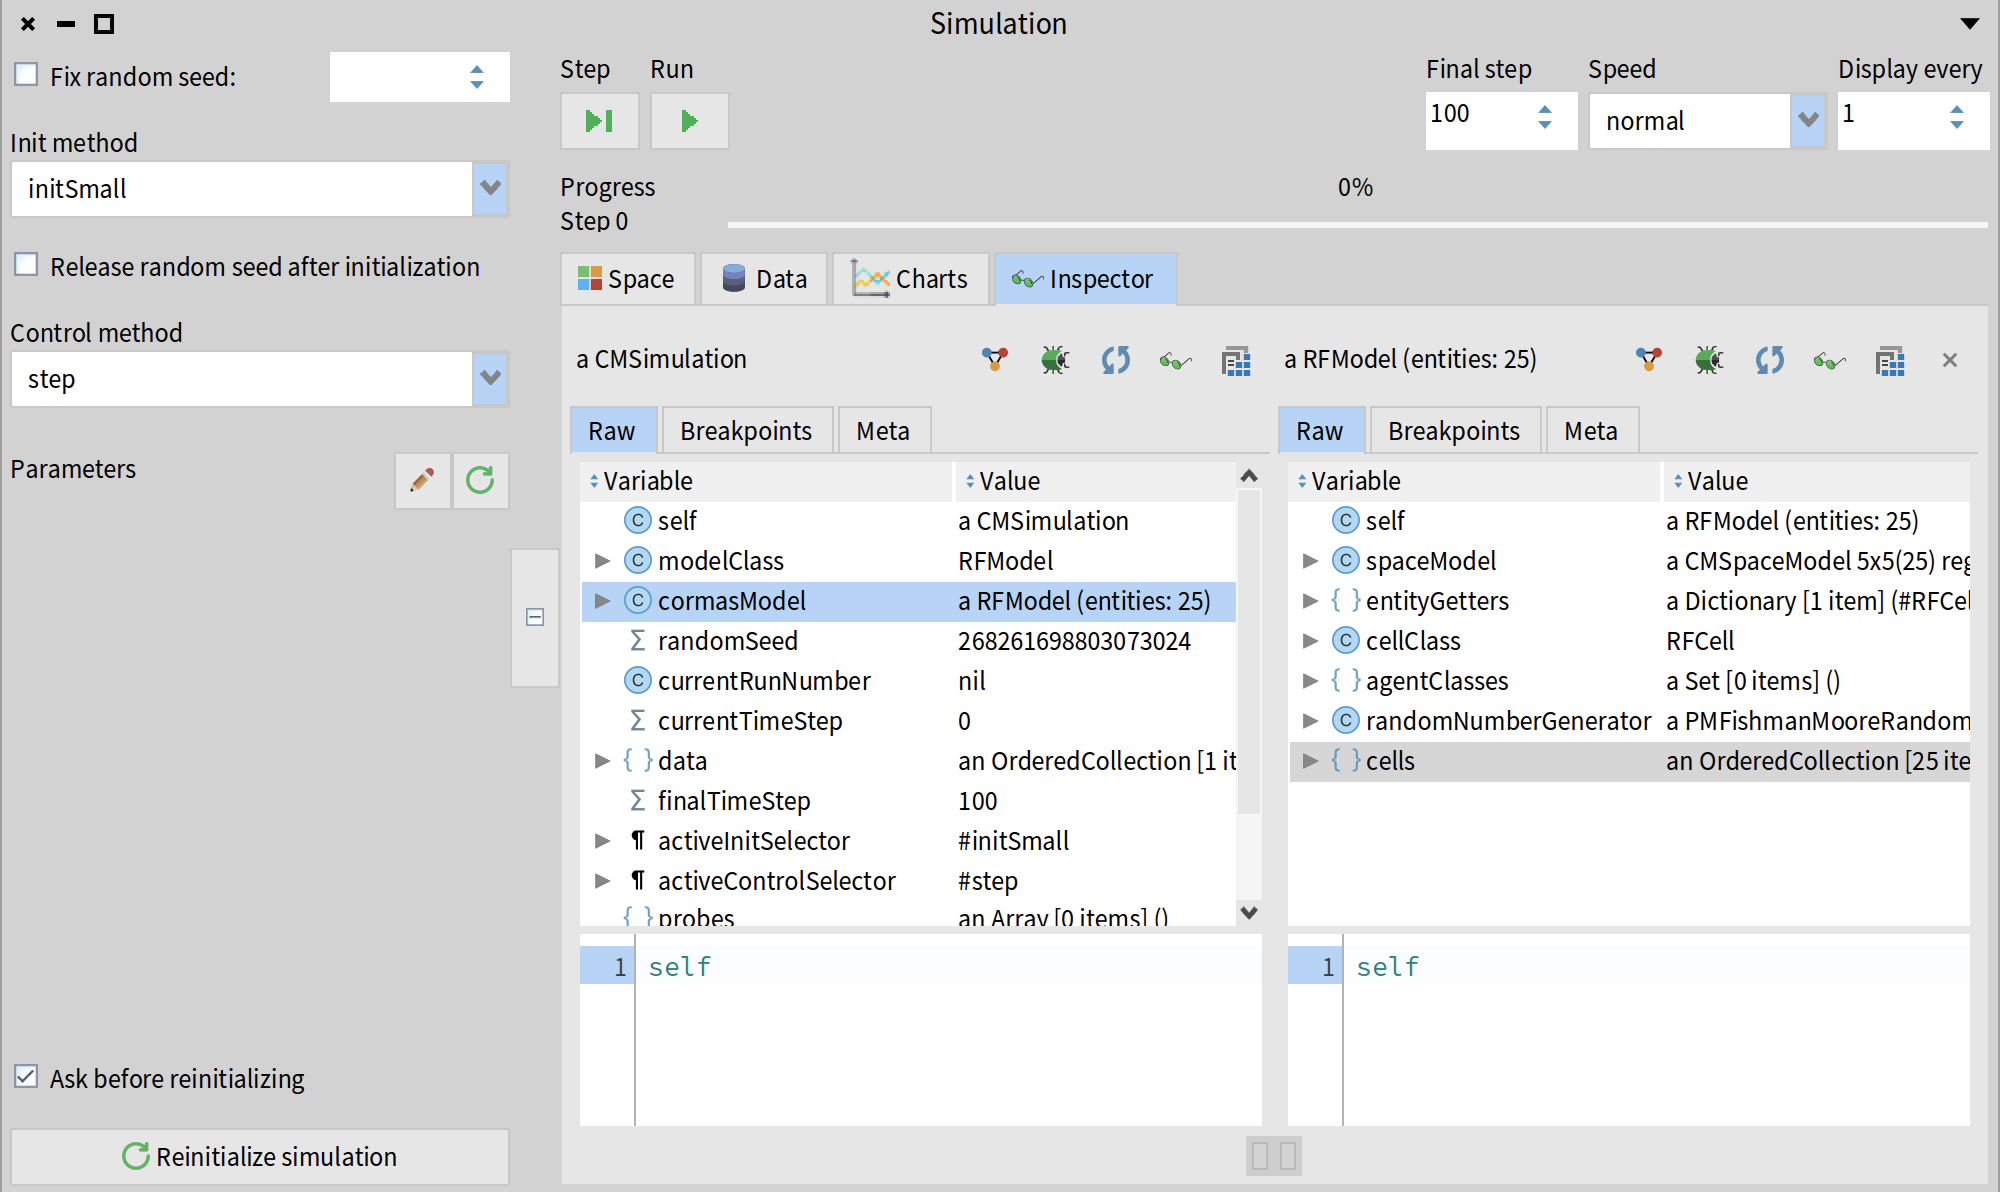 Simulation
Fix random seed:
Init method
initSmall
Release random seed after initialization
Control method
step
Parameters
Ask before reinitializing
Reinitialize simulation
Step Run
Final step Speed Display every
100 normal 1
Progress 0%
Step 0
Space Data Charts Inspector
a CMSimulation
Raw Breakpoints Meta
Variable Value
C self a CMSimulation
C modelClass RFModel
C cormasModel a RFModel (entities: 25)
Σ randomSeed 268261698803073024
C currentRunNumber nil
Σ currentTimeStep 0
{ } data an OrderedCollection [1 it
Σ finalTimeStep 100
¶ activeInitSelector #initSmall
¶ activeControlSelector #step
{ } probes an Array [0 items] ()
1 self
a RFModel (entities: 25)
Raw Breakpoints Meta
Variable Value
C self a RFModel (entities: 25)
C spaceModel a CMSpaceModel 5x5(25) reg
{ } entityGetters a Dictionary [1 item] (#RFCel
C cellClass RFCell
{ } agentClasses a Set [0 items] ()
C randomNumberGenerator a PMFishmanMooreRandom
{ } cells an OrderedCollection [25 ite
1 self